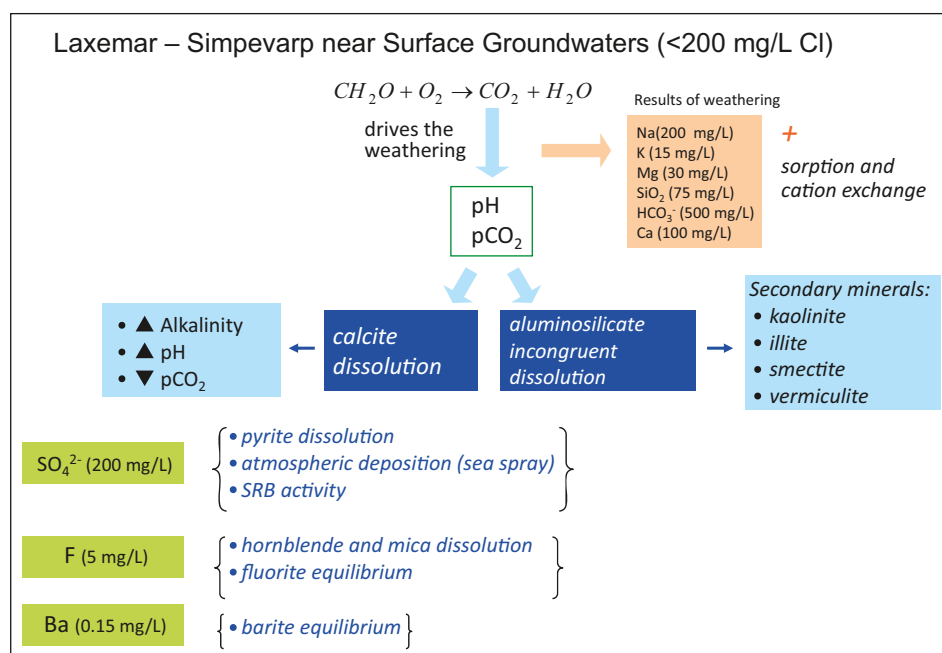 Laxemar – Simpevarp near Surface Groundwaters (<200 mg/L Cl)
CH₂O + O₂ → CO₂ + H₂O
drives the
weathering
Results of weathering
Na(200 mg/L)
K (15 mg/L)
Mg (30 mg/L)
SiO₂ (75 mg/L)
HCO₃⁻ (500 mg/L)
Ca (100 mg/L)
+
sorption and
cation exchange
pH
pCO₂
• ▲ Alkalinity
• ▲ pH
• ▼ pCO₂
calcite
dissolution
aluminosilicate
incongruent
dissolution
Secondary minerals:
• kaolinite
• illite
• smectite
• vermiculite
SO₄²⁻ (200 mg/L)
• pyrite dissolution
• atmospheric deposition (sea spray)
• SRB activity
F (5 mg/L)
• hornblende and mica dissolution
• fluorite equilibrium
Ba (0.15 mg/L)
• barite equilibrium